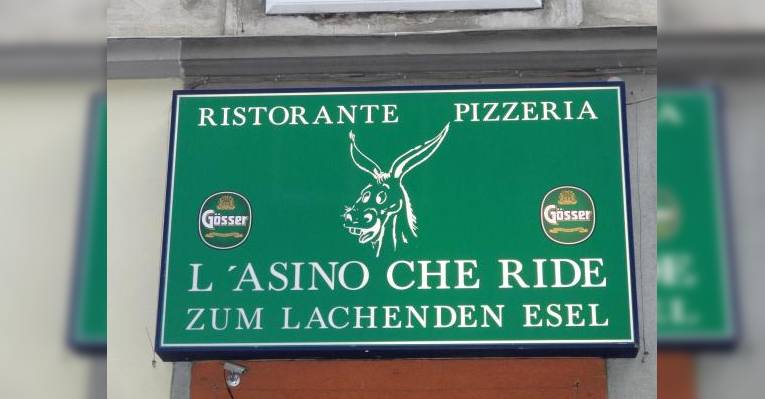 RISTORANTE PIZZERIA
Gösser Gösser
L ´ASINO CHE RIDE
ZUM LACHENDEN ESEL